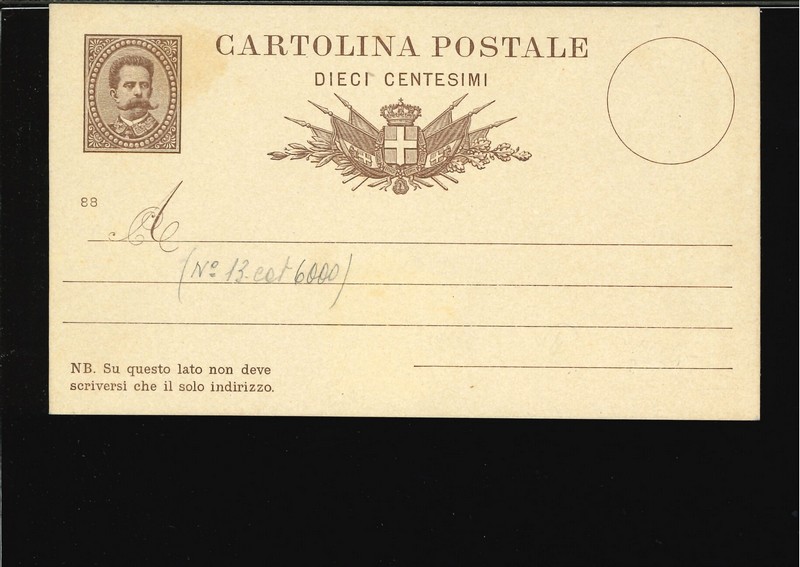 CARTOLINA POSTALE
DIECI CENTESIMI
88
A
(Nº 13 cat 6000)
NB. Su questo lato non deve
scriversi che il solo indirizzo.